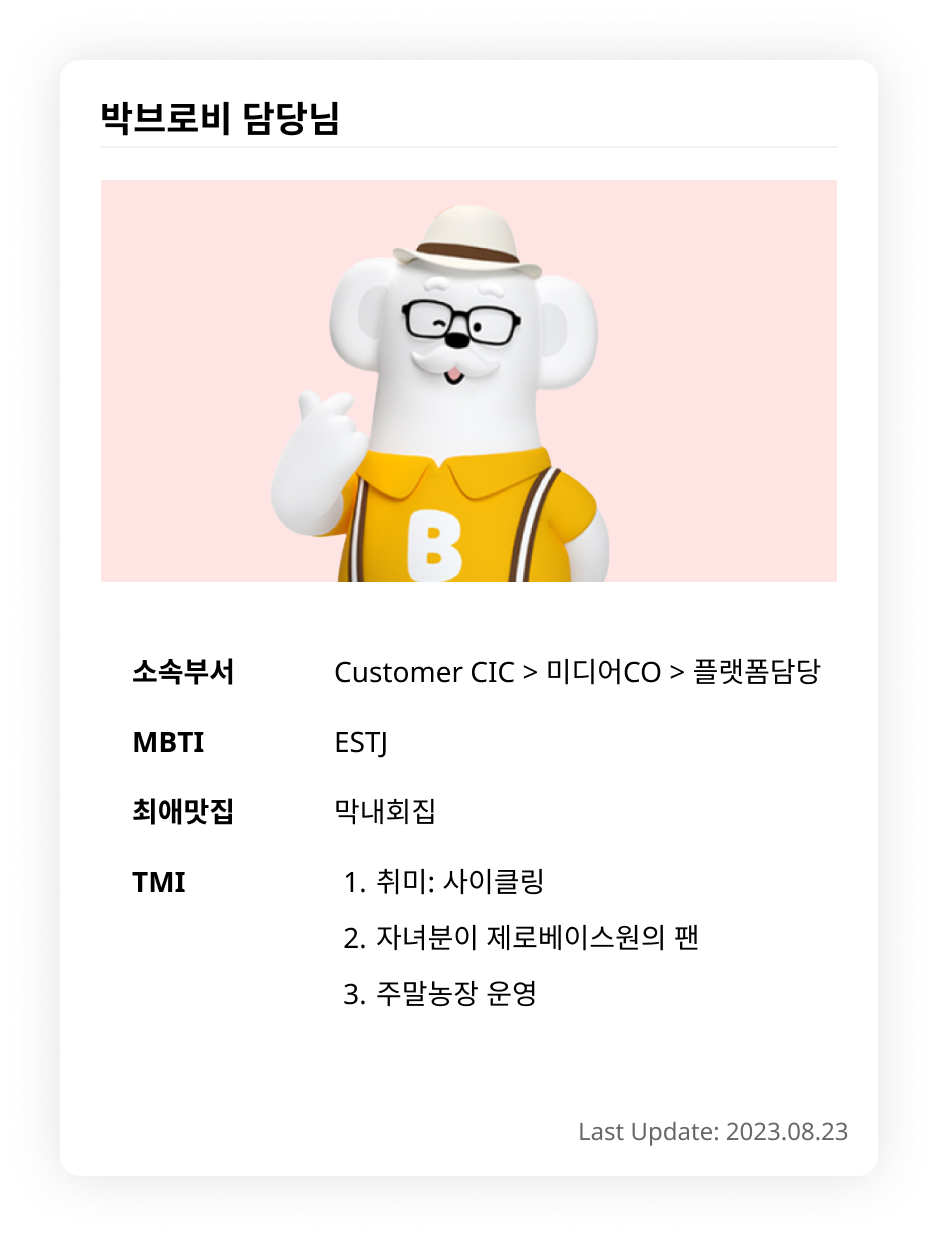 박브로비 담당님
B
소속부서 Customer CIC > 미디어CO > 플랫폼담당
MBTI ESTJ
최애맛집 막내회집
TMI 1. 취미: 사이클링
2. 자녀분이 제로베이스원의 팬
3. 주말농장 운영
Last Update: 2023.08.23